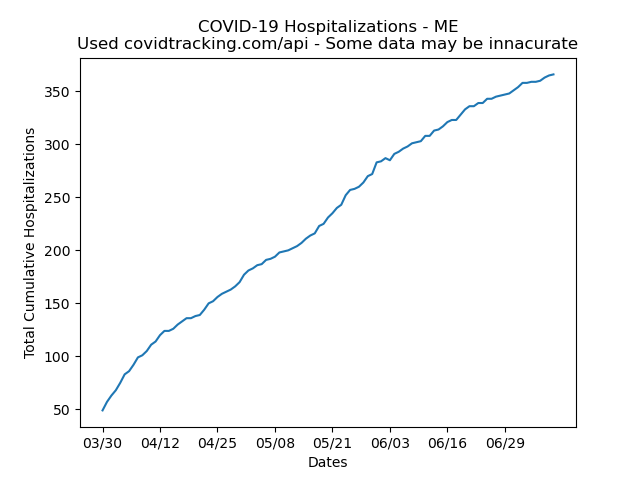 COVID-19 Hospitalizations - ME
Used covidtracking.com/api - Some data may be innacurate
Total Cumulative Hospitalizations
350
300
250
200
150
100
50
03/30 04/12 04/25 05/08 05/21 06/03 06/16 06/29
Dates